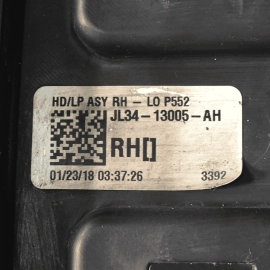 HD/LP ASY RH - LO P552
JL34-13005-AH
RH[]
01/23/18 03:37:26 3392